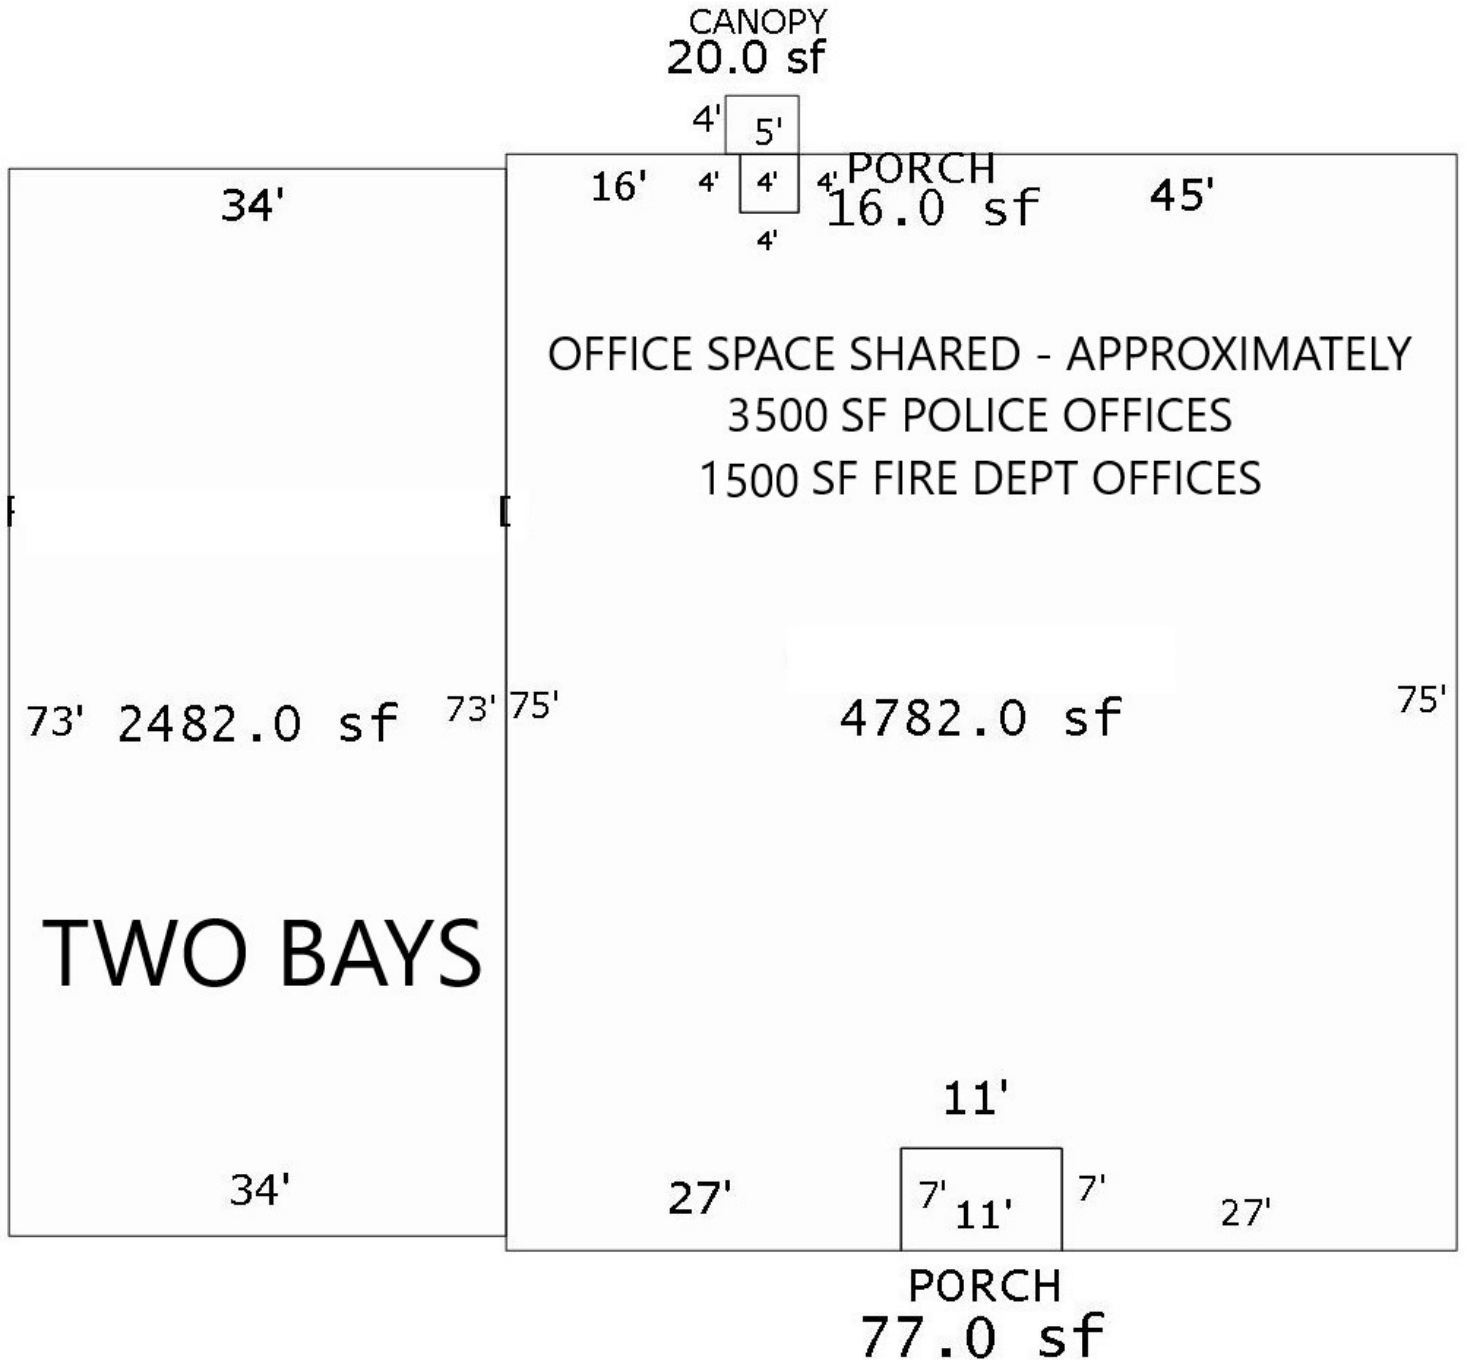 CANOPY
20.0 sf
4'
5'
34'
16'
4'
4'
4'
PORCH
16.0 sf
45'
4'
OFFICE SPACE SHARED - APPROXIMATELY
3500 SF POLICE OFFICES
1500 SF FIRE DEPT OFFICES
73'
2482.0 sf
73'
75'
4782.0 sf
75'
TWO BAYS
11'
34'
27'
7'
11'
7'
27'
PORCH
77.0 sf